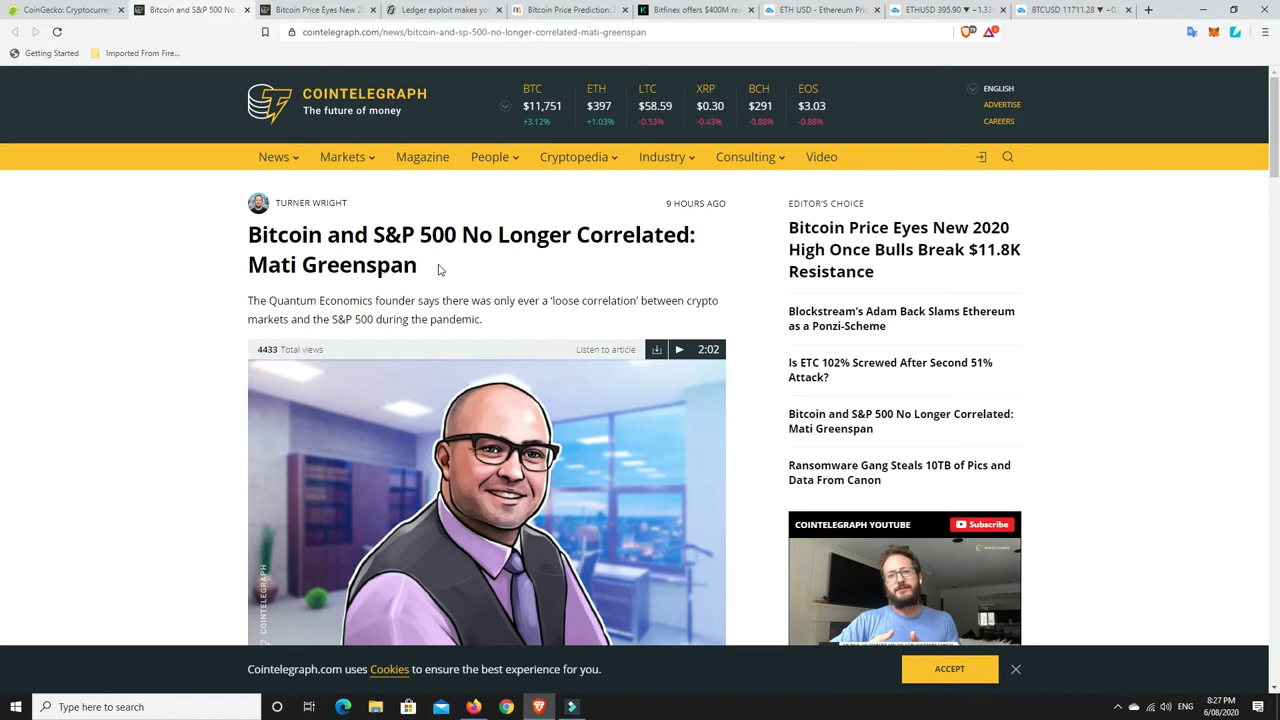 CoinGecko: Cryptocurrenc
Bitcoin and S&P 500 No
Bitcoin Price Eyes New 2
Ledger exploit makes you
Bitcoin Price Prediction:
Bitfinex offers $400M re
ETH USD - Ethereum Pri
ETHUSD 395.90
BTCUSD 11711.28
cointelegraph.com/news/bitcoin-and-sp-500-no-longer-correlated-mati-greenspan
Getting Started
Imported From Fire
COINTELEGRAPH
The future of money
BTC
ETH
LTC
XRP
BCH
EOS
$11,751
$397
$58.59
$0.30
$291
$3.03
+3.12%
+1.03%
-0.53%
-0.43%
-0.88%
-0.88%
ENGLISH
ADVERTISE
CAREERS
News
Markets
Magazine
People
Cryptopedia
Industry
Consulting
Video
TURNER WRIGHT
9 HOURS AGO
Bitcoin and S&P 500 No Longer Correlated:
Mati Greenspan
The Quantum Economics founder says there was only ever a ‘loose correlation’ between crypto
markets and the S&P 500 during the pandemic.
4433 Total views
Listen to article
2:02
COINTELEGRAPH
EDITOR’S CHOICE
Bitcoin Price Eyes New 2020
High Once Bulls Break $11.8K
Resistance
Blockstream’s Adam Back Slams Ethereum
as a Ponzi-Scheme
Is ETC 102% Screwed After Second 51%
Attack?
Bitcoin and S&P 500 No Longer Correlated:
Mati Greenspan
Ransomware Gang Steals 10TB of Pics and
Data From Canon
COINTELEGRAPH YOUTUBE
Subscribe
Cointelegraph.com uses Cookies to ensure the best experience for you.
ACCEPT
Type here to search
ENG
8:27 PM
6/08/2020